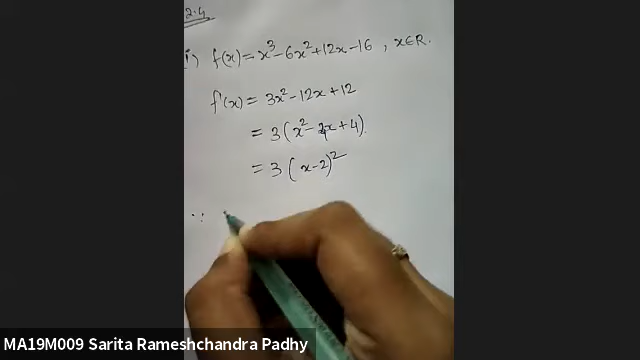 2.4
i) f(x) = x³ - 6x² + 12x - 16 , x∈R.
f'(x) = 3x² - 12x + 12
= 3(x² - 4x + 4)
= 3(x-2)²
∵
MA19M009 Sarita Rameshchandra Padhy